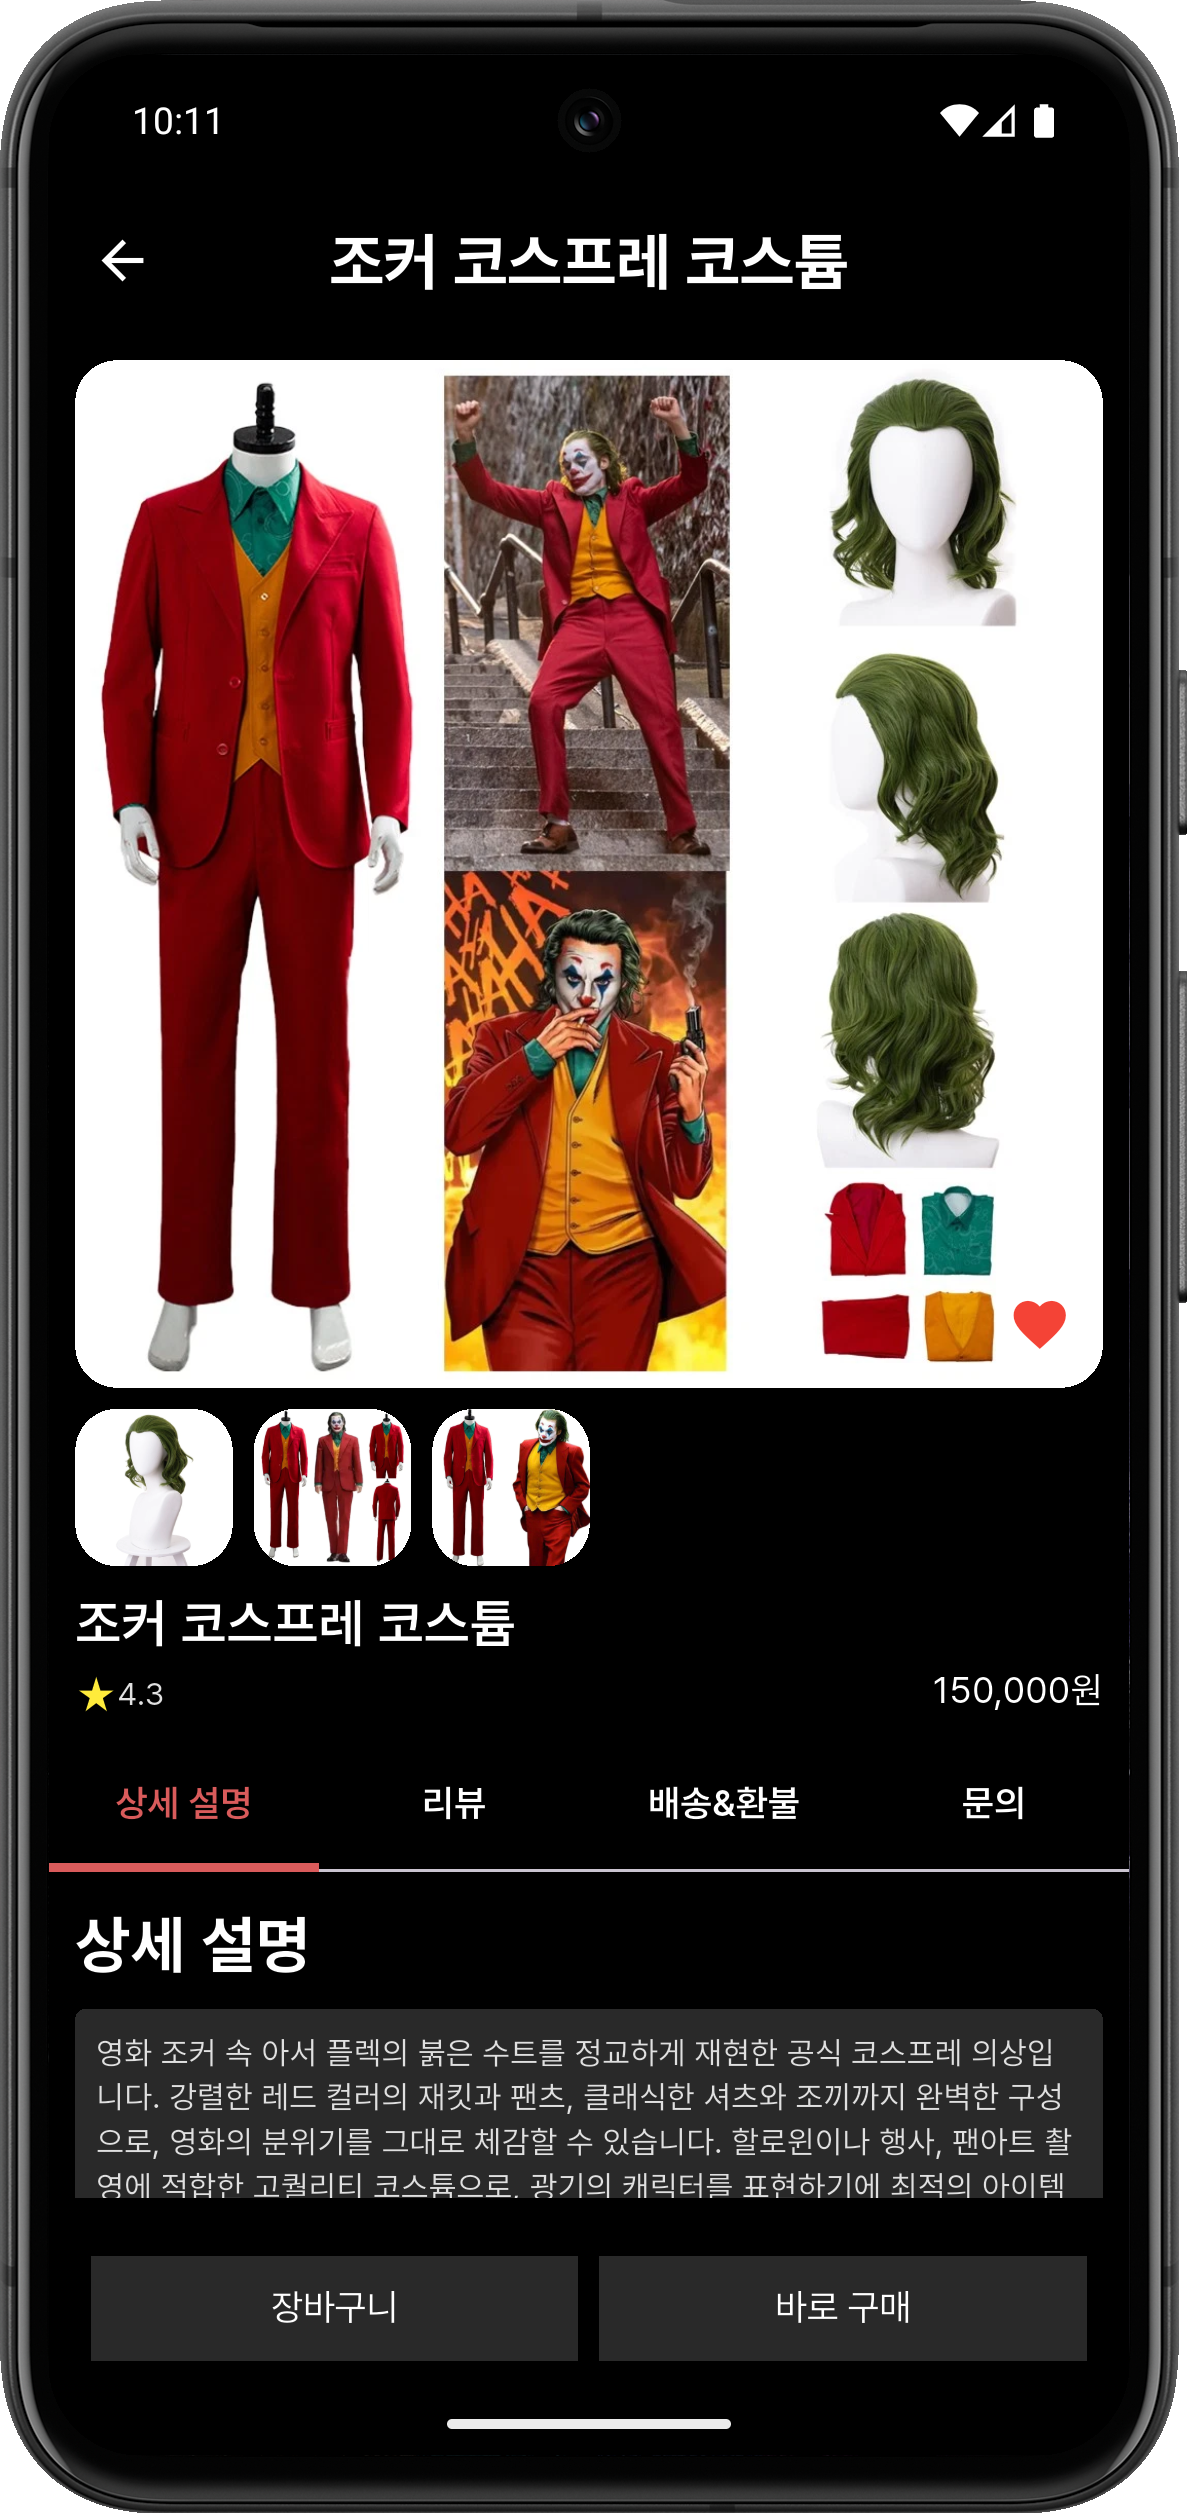 10:11
조커 코스프레 코스튬
HA
HAHA
HAHA
AHA
조커 코스프레 코스튬
4.3
150,000원
상세 설명
리뷰
배송&환불
문의
상세 설명
영화 조커 속 아서 플렉의 붉은 수트를 정교하게 재현한 공식 코스프레 의상입
니다. 강렬한 레드 컬러의 재킷과 팬츠, 클래식한 셔츠와 조끼까지 완벽한 구성
으로, 영화의 분위기를 그대로 체감할 수 있습니다. 할로윈이나 행사, 팬아트 촬
영에 적합한 고퀄리티 코스튬으로, 광기의 캐릭터를 표현하기에 최적의 아이템
장바구니
바로 구매